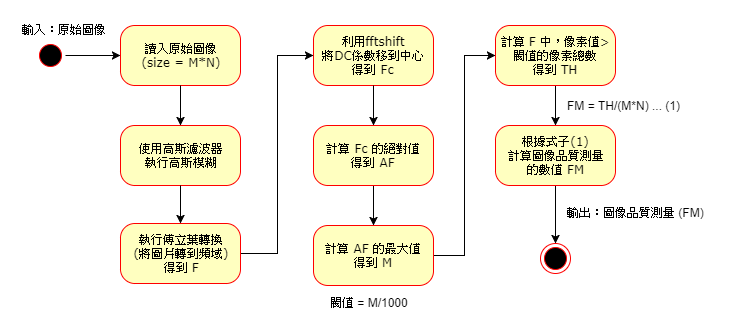 輸入：原始圖像
讀入原始圖像
(size = M*N)
使用高斯濾波器
執行高斯模糊
執行傅立葉轉換
(將圖片轉到頻域)
得到 F
利用fftshift
將DC係數移到中心
得到 Fc
計算 Fc 的絕對值
得到 AF
計算 AF 的最大值
得到 M
閾值 = M/1000
計算 F 中，像素值>
閾值的像素總數
得到 TH
FM = TH/(M*N) ... (1)
根據式子(1)
計算圖像品質測量
的數值 FM
輸出：圖像品質測量 (FM)